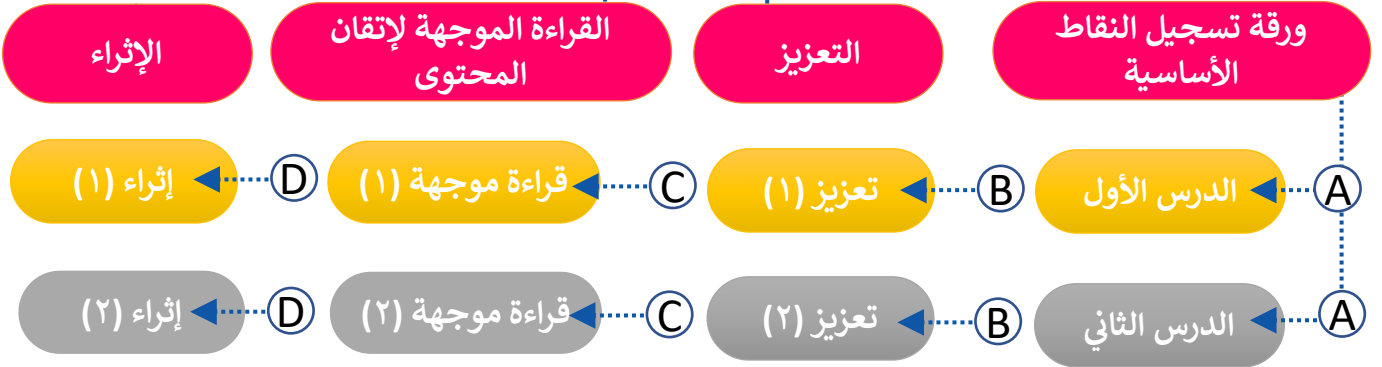 ورقة تسجيل النقاط
الأساسية
التعزيز
القراءة الموجهة لإتقان
المحتوى
الإثراء
A
الدرس الأول
B
تعزيز (١)
C
قراءة موجهة (١)
D
إثراء (١)
A
الدرس الثاني
B
تعزيز (٢)
C
قراءة موجهة (٢)
D
إثراء (٢)